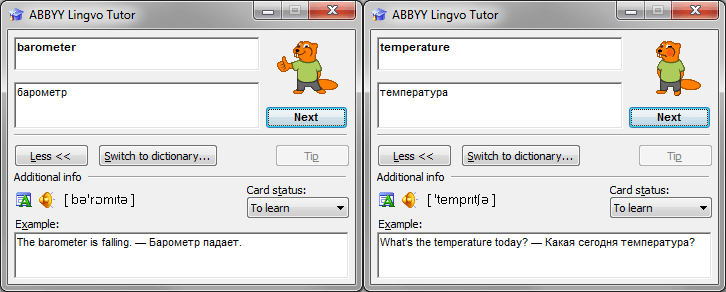 ABBYY Lingvo Tutor
barometer
барометр
Next
Less <<
Switch to dictionary...
Tip
Additional info
[ bə'rɔmıtə ]
Card status:
To learn
Example:
The barometer is falling. — Барометр падает.
ABBYY Lingvo Tutor
temperature
температура
Next
Less <<
Switch to dictionary...
Tip
Additional info
[ 'temprıtʃə ]
Card status:
To learn
Example:
What's the temperature today? — Какая сегодня температура?